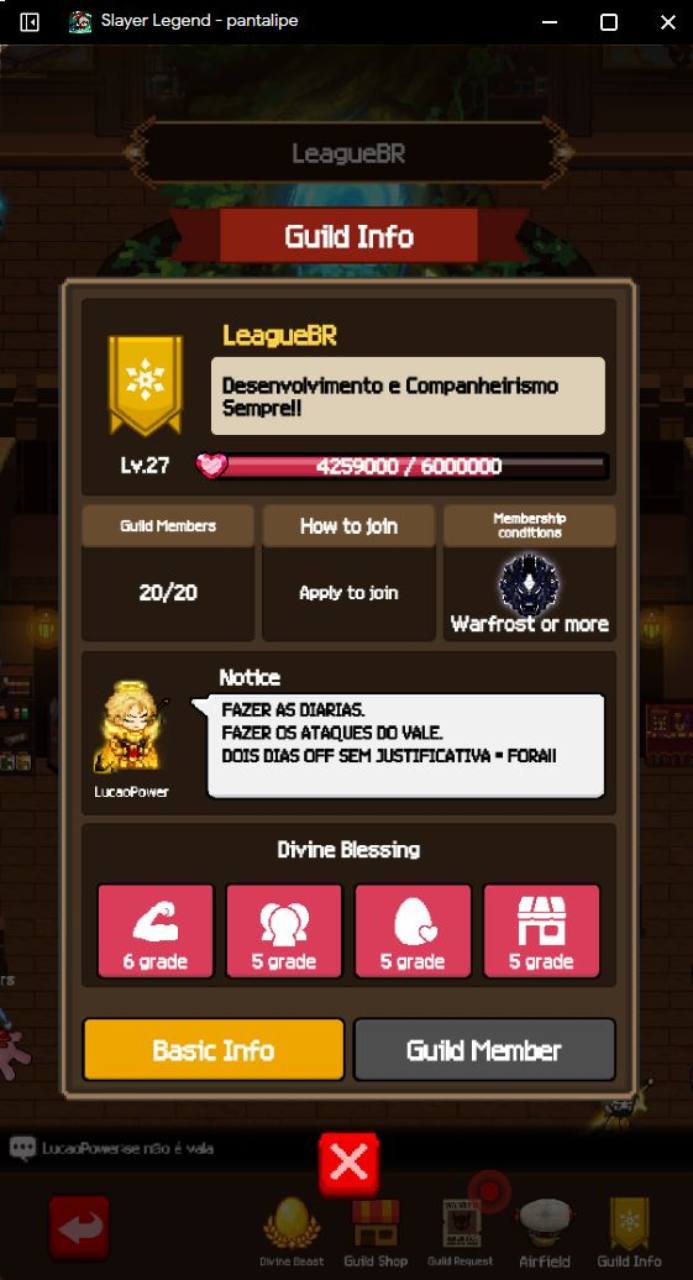 Slayer Legend - pantalipe
LeagueBR
Guild Info
LeagueBR
Desenvolvimento e Companheirismo
Sempre!!
Lv.27
4259000 / 6000000
Guild Members
How to join
Membership
conditions
20/20
Apply to join
Warfrost or more
Notice
FAZER AS DIARIAS.
FAZER OS ATAQUES DO VALE.
DOIS DIAS OFF SEM JUSTIFICATIVA = FORA!!
LucaoPower
Divine Blessing
6 grade
5 grade
5 grade
5 grade
Basic Info
Guild Member
rs
LucaoPower:se não é vala
Divine Beast
Guild Shop
Guild Request
Airfield
Guild Info